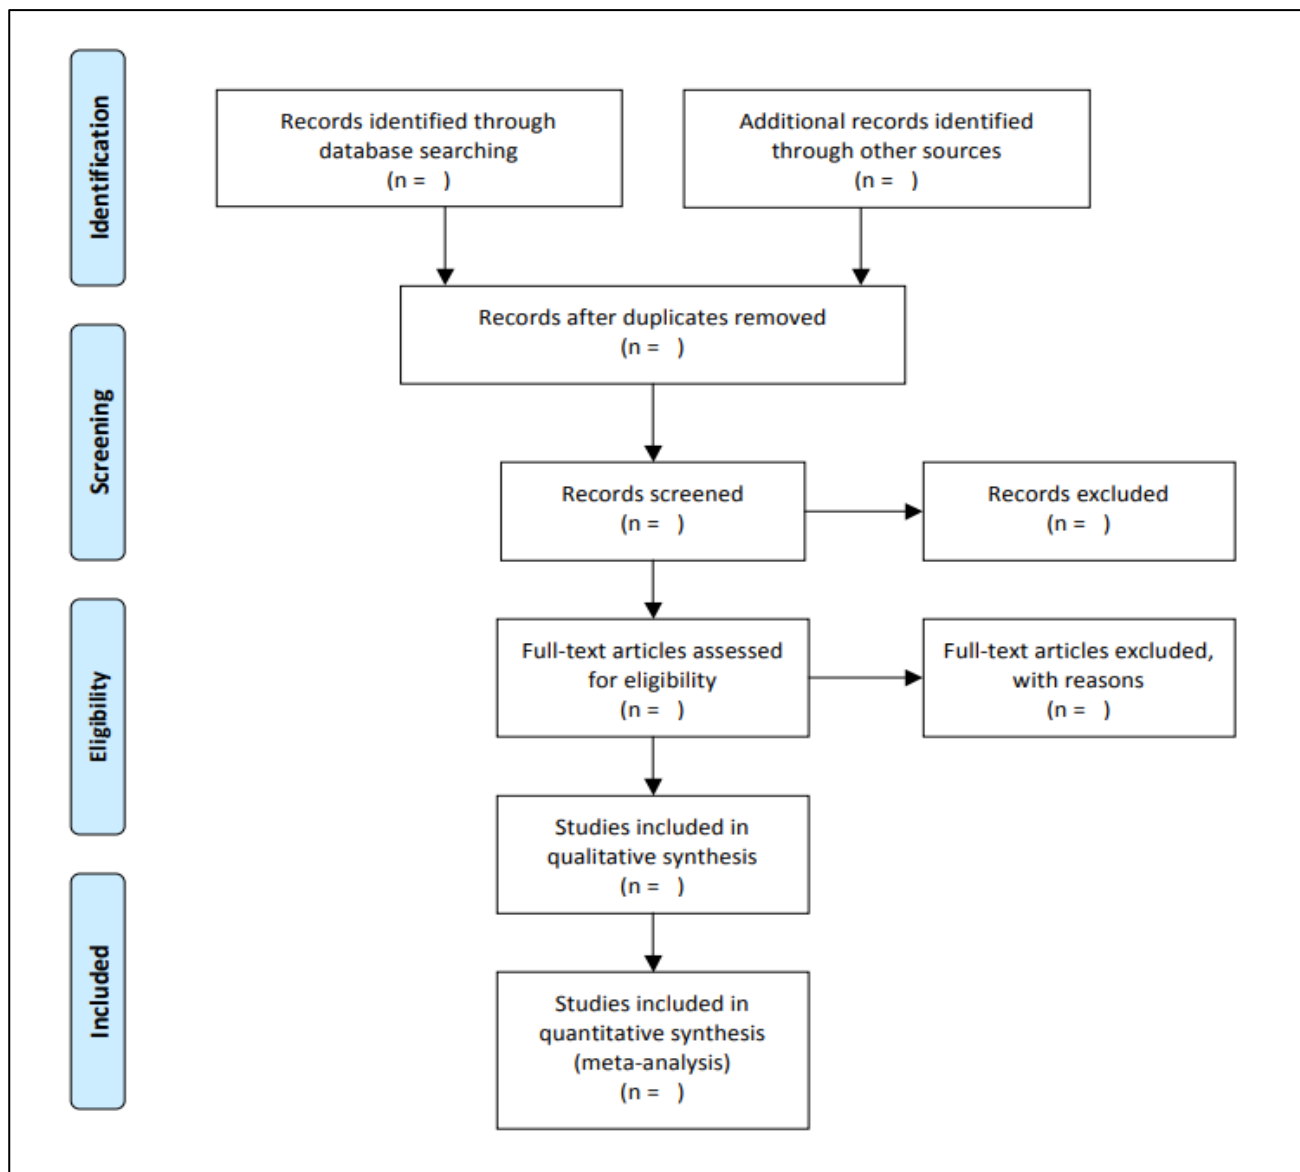 Identification
Records identified through
database searching
(n =   )
Additional records identified
through other sources
(n =   )
Records after duplicates removed
(n =   )
Screening
Records screened
(n =   )
Records excluded
(n =   )
Eligibility
Full-text articles assessed
for eligibility
(n =   )
Full-text articles excluded,
with reasons
(n =   )
Studies included in
qualitative synthesis
(n =   )
Included
Studies included in
quantitative synthesis
(meta-analysis)
(n =   )